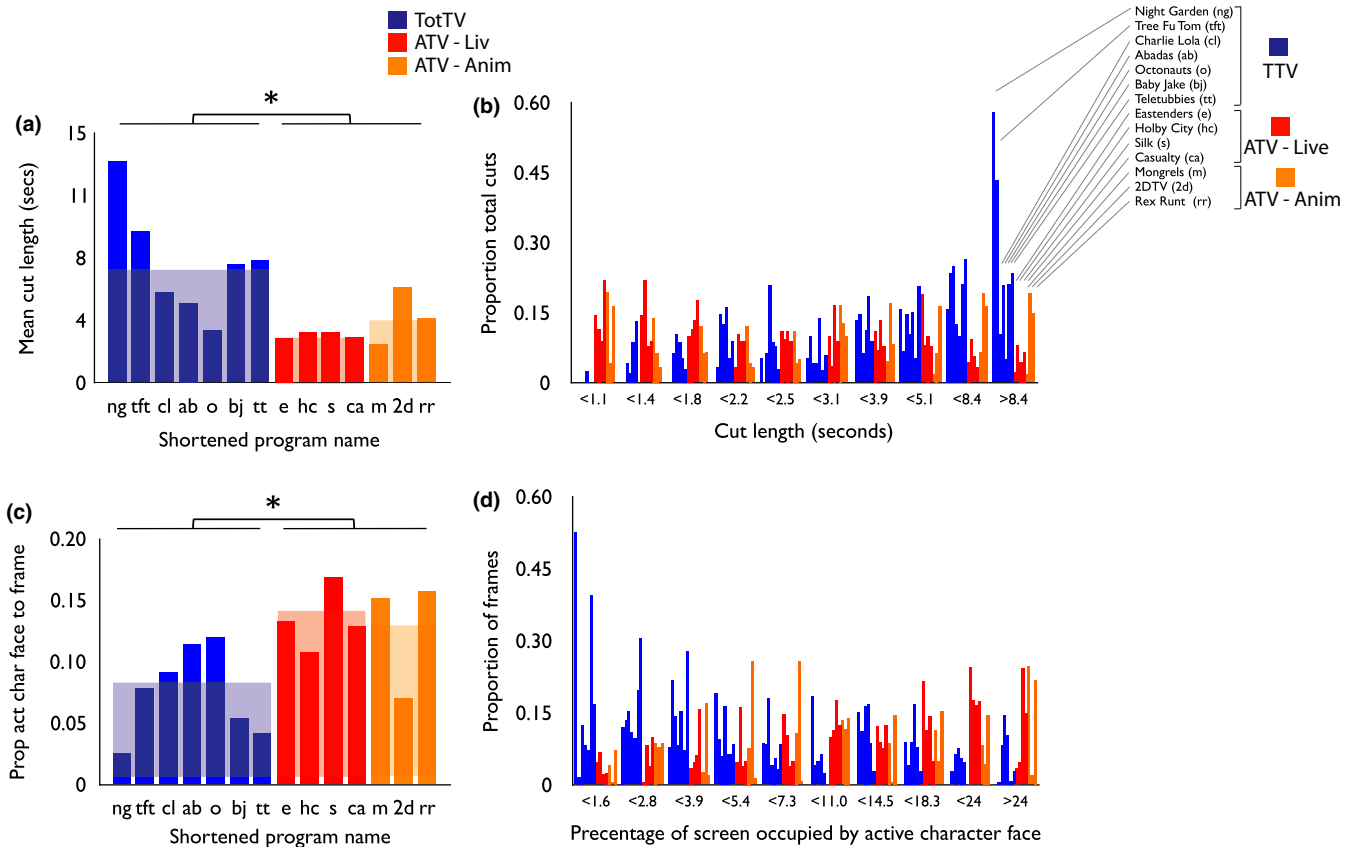 TotTV
ATV - Liv
ATV - Anim
(a)
*
15
11
8
4
0
Mean cut length (secs)
ng tft cl ab o bj tt e hc s ca m 2d rr
Shortened program name
(b)
0.60
0.45
0.30
0.15
0
Proportion total cuts
<1.1 <1.4 <1.8 <2.2 <2.5 <3.1 <3.9 <5.1 <8.4 >8.4
Cut length (seconds)
Night Garden (ng)
Tree Fu Tom (tft)
Charlie Lola (cl)
Abadas (ab)
Octonauts (o)
Baby Jake (bj)
Teletubbies (tt)
Eastenders (e)
Holby City (hc)
Silk (s)
Casualty (ca)
Mongrels (m)
2DTV (2d)
Rex Runt (rr)
TTV
ATV - Live
ATV - Anim
(c)
*
0.20
0.15
0.10
0.05
0
Prop act char face to frame
ng tft cl ab o bj tt e hc s ca m 2d rr
Shortened program name
(d)
0.60
0.45
0.30
0.15
0
Proportion of frames
<1.6 <2.8 <3.9 <5.4 <7.3 <11.0 <14.5 <18.3 <24 >24
Precentage of screen occupied by active character face